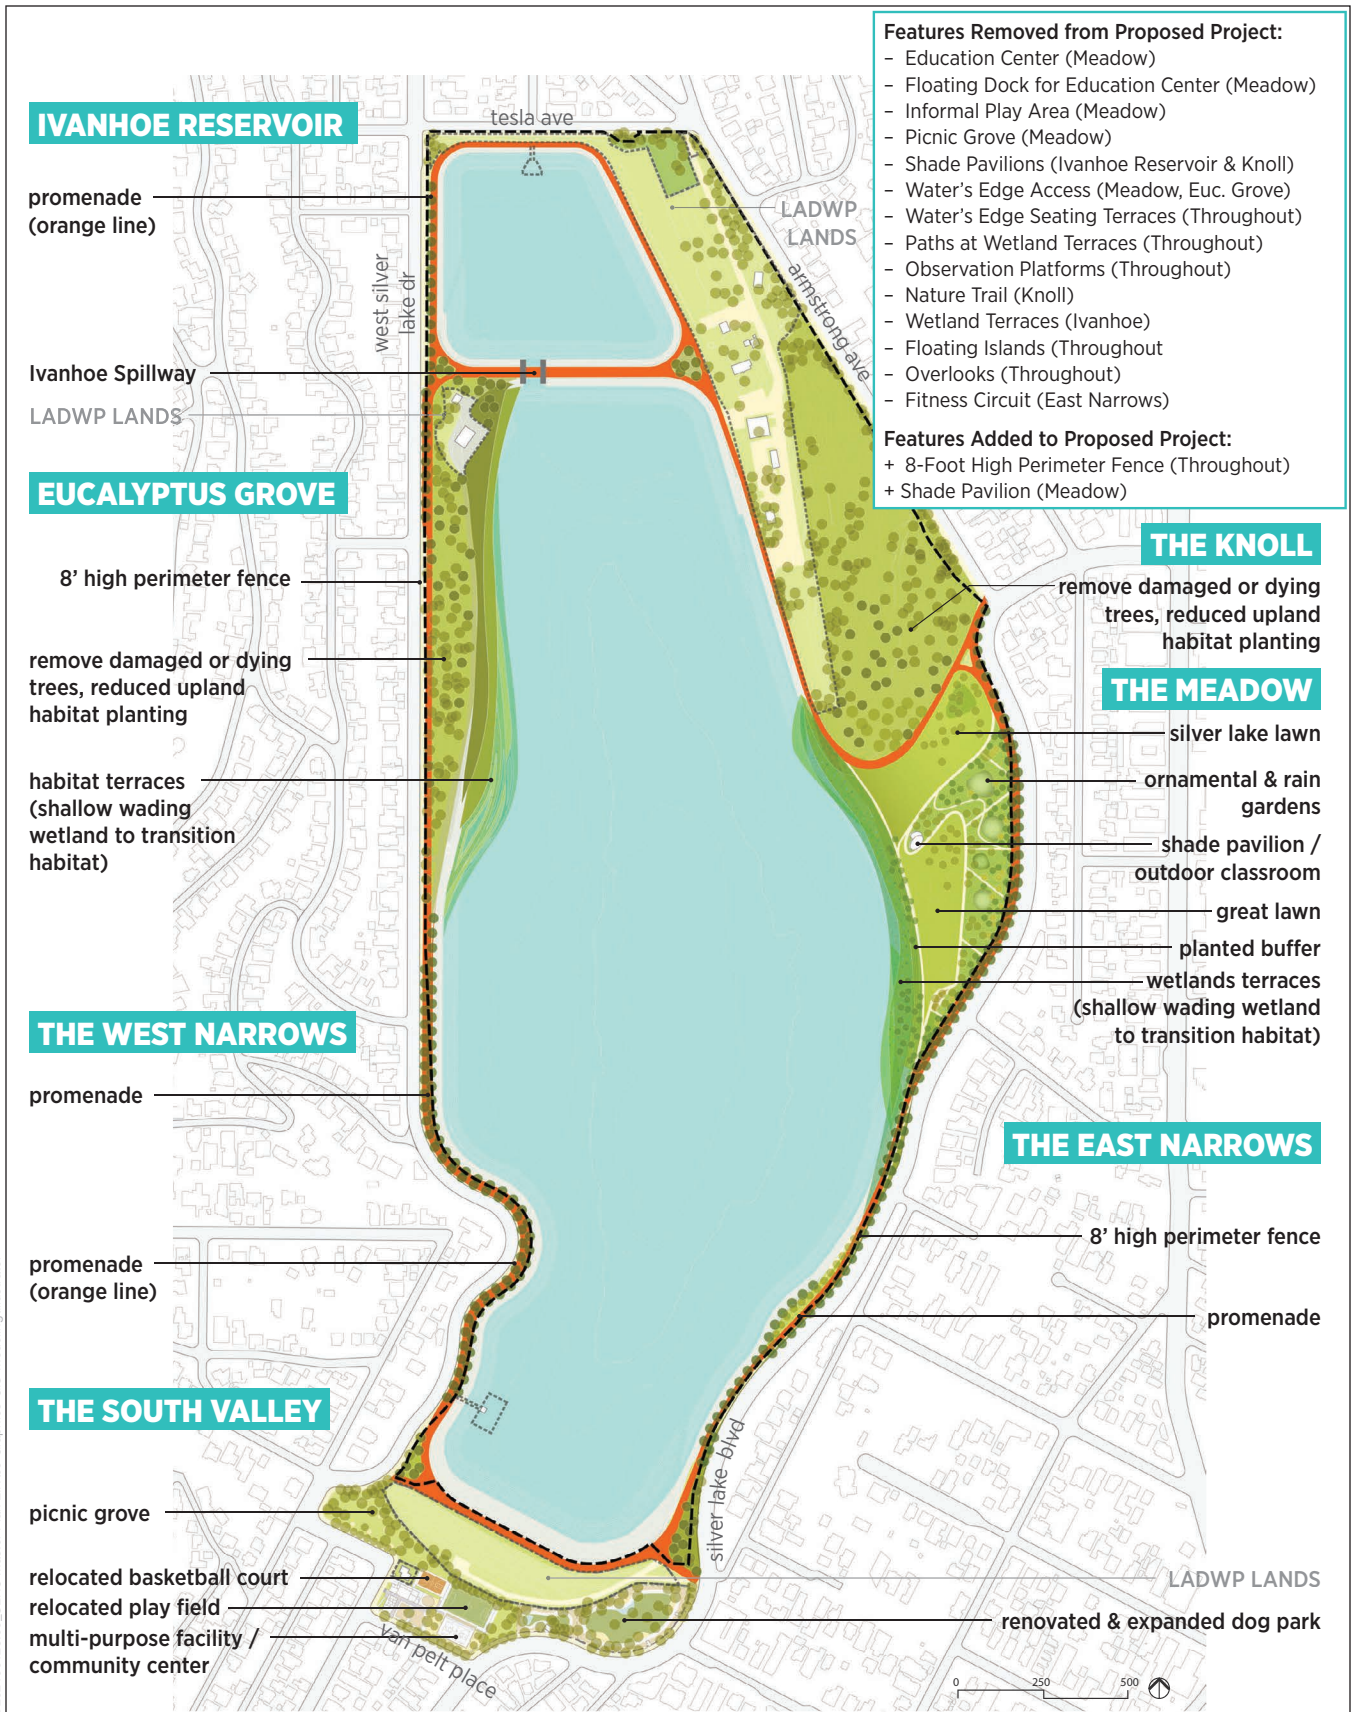 Features Removed from Proposed Project:
– Education Center (Meadow)
– Floating Dock for Education Center (Meadow)
– Informal Play Area (Meadow)
– Picnic Grove (Meadow)
– Shade Pavilions (Ivanhoe Reservoir & Knoll)
– Water’s Edge Access (Meadow, Euc. Grove)
– Water’s Edge Seating Terraces (Throughout)
– Paths at Wetland Terraces (Throughout)
– Observation Platforms (Throughout)
– Nature Trail (Knoll)
– Wetland Terraces (Ivanhoe)
– Floating Islands (Throughout
– Overlooks (Throughout)
– Fitness Circuit (East Narrows)
Features Added to Proposed Project:
+ 8-Foot High Perimeter Fence (Throughout)
+ Shade Pavilion (Meadow)
IVANHOE RESERVOIR
promenade
(orange line)
Ivanhoe Spillway
LADWP LANDS
EUCALYPTUS GROVE
8’ high perimeter fence
remove damaged or dying
trees, reduced upland
habitat planting
habitat terraces
(shallow wading
wetland to transition
habitat)
THE WEST NARROWS
promenade
promenade
(orange line)
THE SOUTH VALLEY
picnic grove
relocated basketball court
relocated play field
multi-purpose facility /
community center
tesla ave
west silver
lake dr
LADWP
LANDS
armstrong ave
silver lake blvd
van pelt place
THE KNOLL
remove damaged or dying
trees, reduced upland
habitat planting
THE MEADOW
silver lake lawn
ornamental & rain
gardens
shade pavilion /
outdoor classroom
great lawn
planted buffer
wetlands terraces
(shallow wading wetland
to transition habitat)
THE EAST NARROWS
8’ high perimeter fence
promenade
LADWP LANDS
renovated & expanded dog park
0 250 500